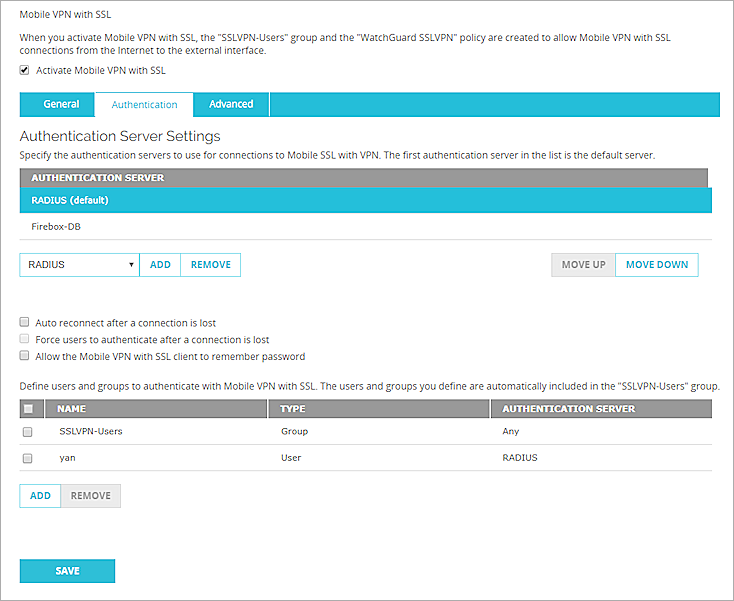 Mobile VPN with SSL
When you activate Mobile VPN with SSL, the "SSLVPN-Users" group and the "WatchGuard SSLVPN" policy are created to allow Mobile VPN with SSL
connections from the Internet to the external interface.
Activate Mobile VPN with SSL
General Authentication Advanced
Authentication Server Settings
Specify the authentication servers to use for connections to Mobile SSL with VPN. The first authentication server in the list is the default server.
AUTHENTICATION SERVER
RADIUS (default)
Firebox-DB
RADIUS ADD REMOVE MOVE UP MOVE DOWN
Auto reconnect after a connection is lost
Force users to authenticate after a connection is lost
Allow the Mobile VPN with SSL client to remember password
Define users and groups to authenticate with Mobile VPN with SSL. The users and groups you define are automatically included in the "SSLVPN-Users" group.
NAME TYPE AUTHENTICATION SERVER
SSLVPN-Users Group Any
yan User RADIUS
ADD REMOVE
SAVE